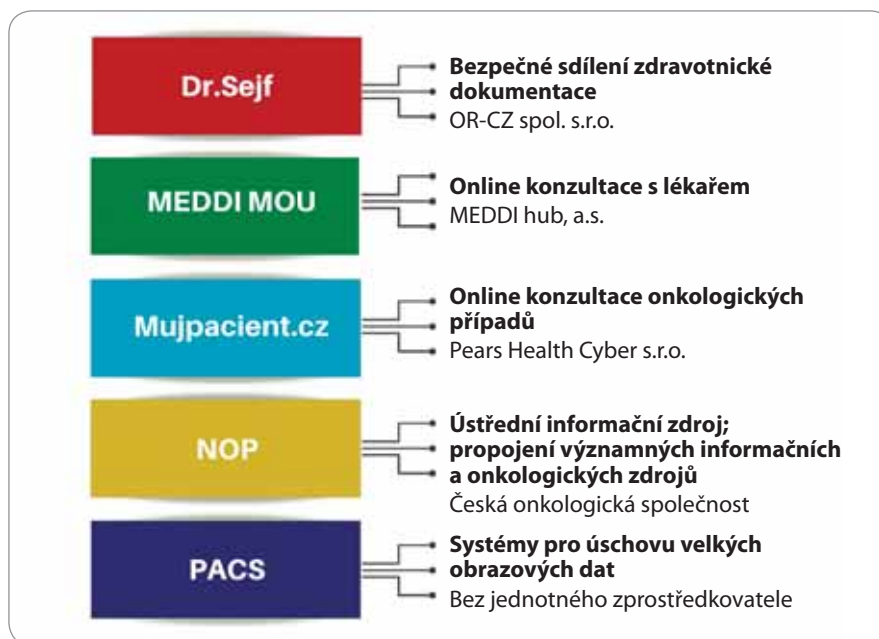 Dr.Sejf
Bezpečné sdílení zdravotnické
dokumentace
OR-CZ spol. s.r.o.
MEDDI MOU
Online konzultace s lékařem
MEDDI hub, a.s.
Mujpacient.cz
Online konzultace onkologických
případů
Pears Health Cyber s.r.o.
NOP
Ústřední informační zdroj;
propojení významných informačních
a onkologických zdrojů
Česká onkologická společnost
PACS
Systémy pro úschovu velkých
obrazových dat
Bez jednotného zprostředkovatele